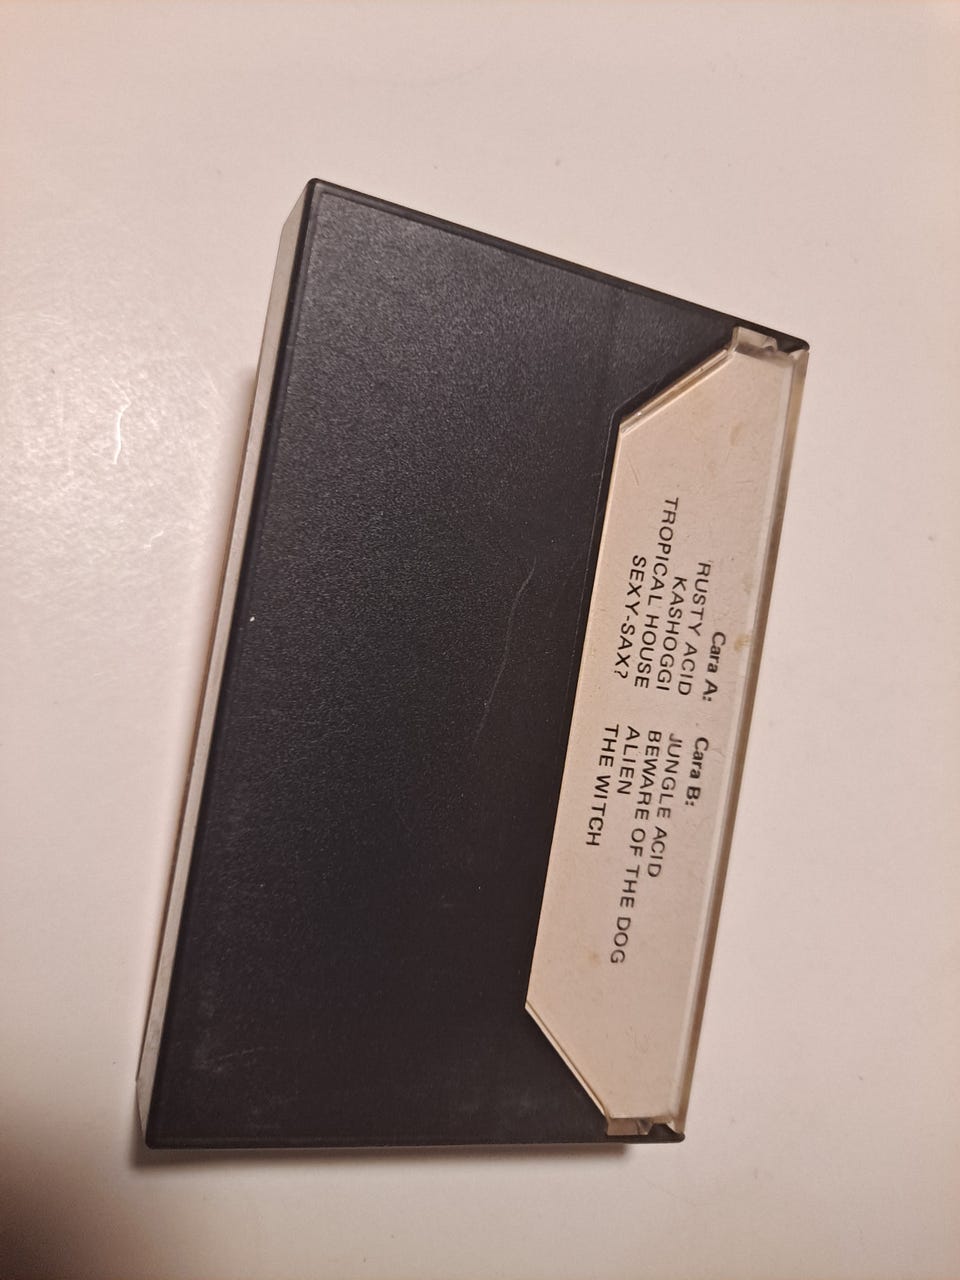 Cara A:
RUSTY ACID
KASHOGGI
TROPICAL HOUSE
SEXY-SAX?
Cara B:
JUNGLE ACID
BEWARE OF THE DOG
ALIEN
THE WITCH